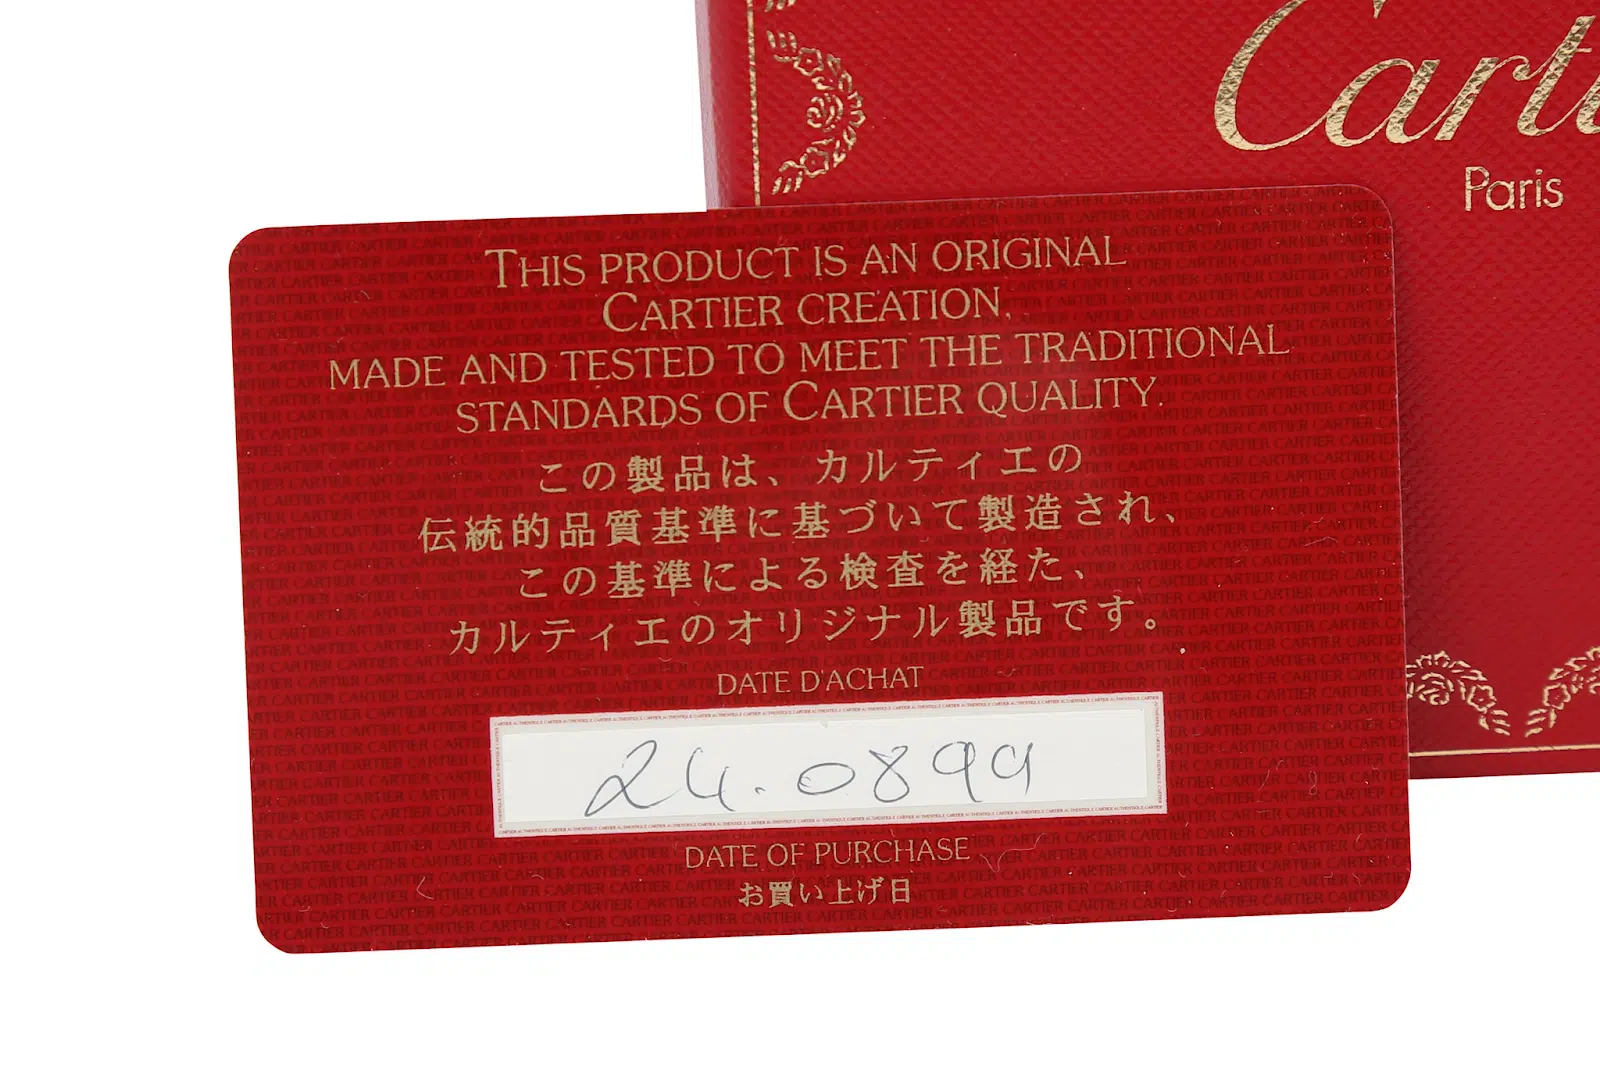 Carti
Paris
THIS PRODUCT IS AN ORIGINAL
CARTIER CREATION,
MADE AND TESTED TO MEET THE TRADITIONAL
STANDARDS OF CARTIER QUALITY.
この製品は、カルティエの
伝統的品質基準に基づいて製造され、
この基準による検査を経た、
カルティエのオリジナル製品です。
DATE D'ACHAT
24.0899
DATE OF PURCHASE
お買い上げ日